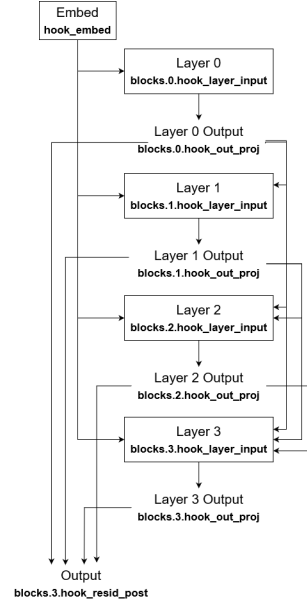 Embed
hook_embed
Layer 0
blocks.0.hook_layer_input
Layer 0 Output
blocks.0.hook_out_proj
Layer 1
blocks.1.hook_layer_input
Layer 1 Output
blocks.1.hook_out_proj
Layer 2
blocks.2.hook_layer_input
Layer 2 Output
blocks.2.hook_out_proj
Layer 3
blocks.3.hook_layer_input
Layer 3 Output
blocks.3.hook_out_proj
Output
blocks.3.hook_resid_post